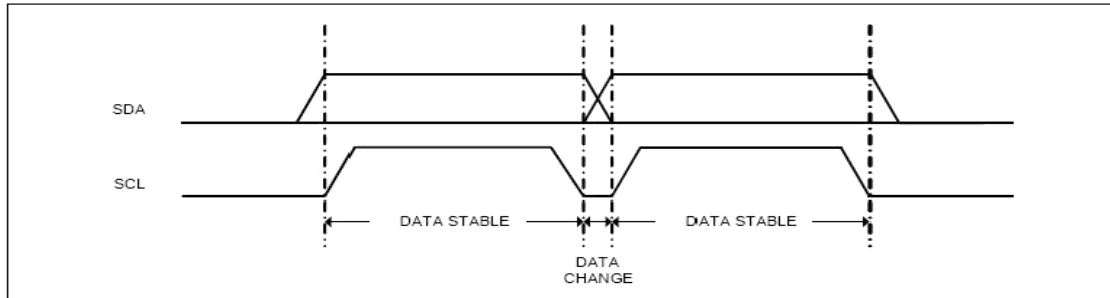 SDA
SCL
DATA STABLE
DATA STABLE
DATA
CHANGE